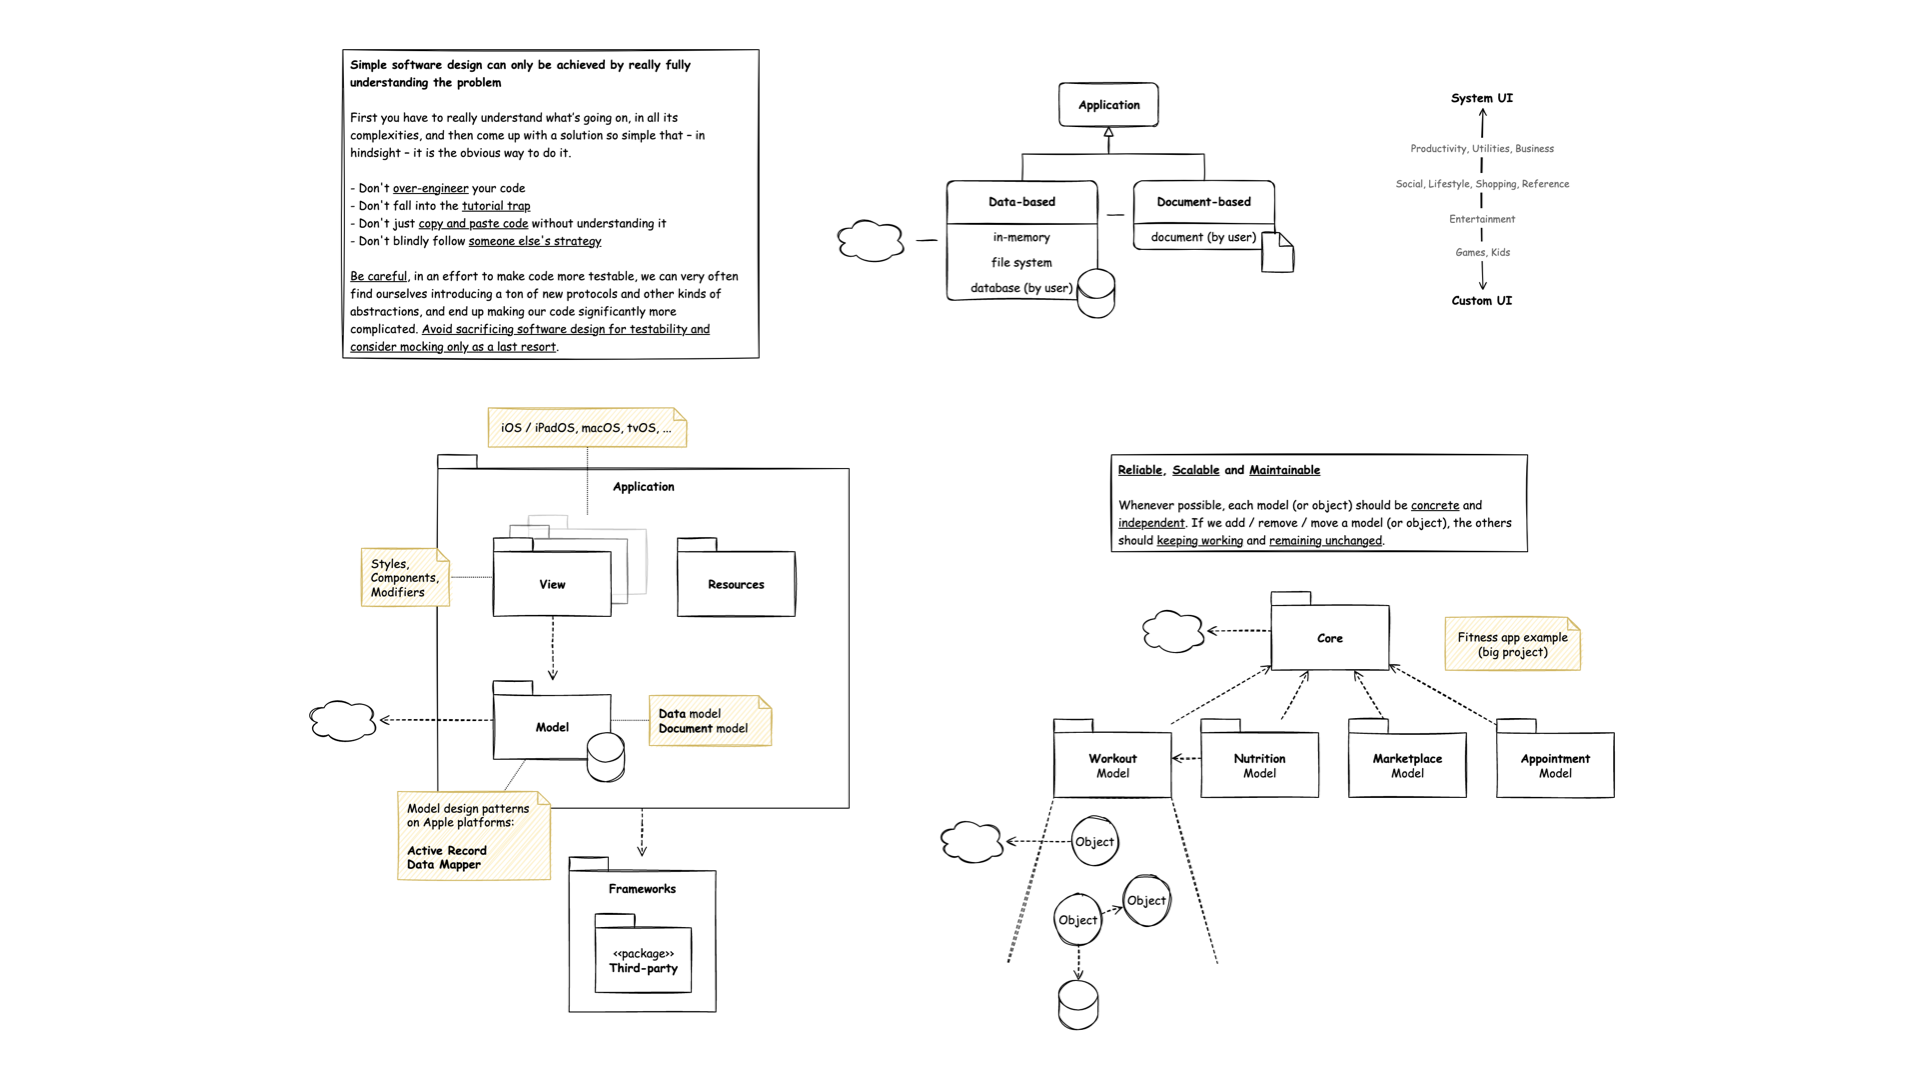 Simple software design can only be achieved by really fully
understanding the problem
First you have to really understand what's going on, in all its
complexities, and then come up with a solution so simple that – in
hindsight – it is the obvious way to do it.
- Don't over-engineer your code
- Don't fall into the tutorial trap
- Don't just copy and paste code without understanding it
- Don't blindly follow someone else's strategy
Be careful, in an effort to make code more testable, we can very often
find ourselves introducing a ton of new protocols and other kinds of
abstractions, and end up making our code significantly more
complicated. Avoid sacrificing software design for testability and
consider mocking only as a last resort.
Application
Data-based
in-memory
file system
database (by user)
Document-based
document (by user)
System UI
Productivity, Utilities, Business
Social, Lifestyle, Shopping, Reference
Entertainment
Games, Kids
Custom UI
iOS / iPadOS, macOS, tvOS, ...
Application
Styles,
Components,
Modifiers
View
Resources
Model
Data model
Document model
Model design patterns
on Apple platforms:
Active Record
Data Mapper
Frameworks
<<package>>
Third-party
Reliable, Scalable and Maintainable
Whenever possible, each model (or object) should be concrete and
independent. If we add / remove / move a model (or object), the others
should keeping working and remaining unchanged.
Core
Fitness app example
(big project)
Workout
Model
Nutrition
Model
Marketplace
Model
Appointment
Model
Object
Object
Object